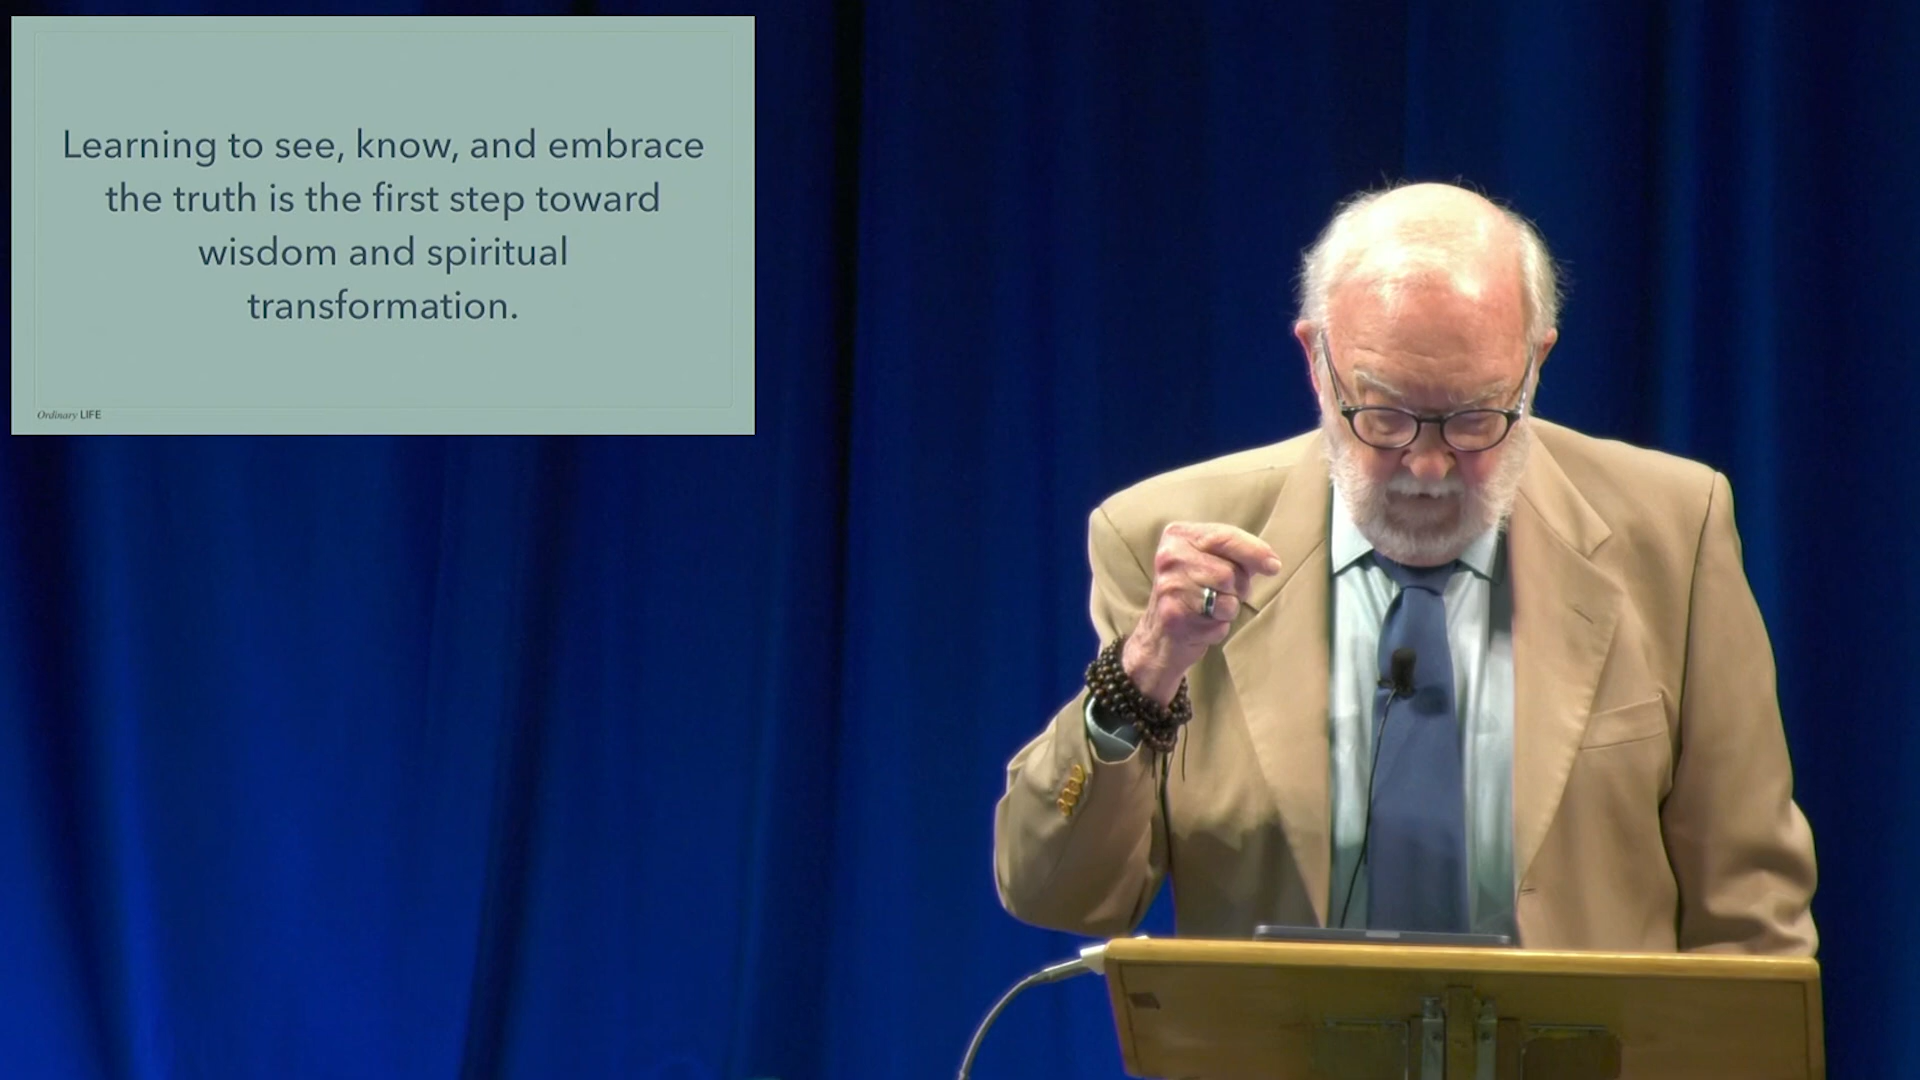 Learning to see, know, and embrace
the truth is the first step toward
wisdom and spiritual
transformation.
Ordinary LIFE